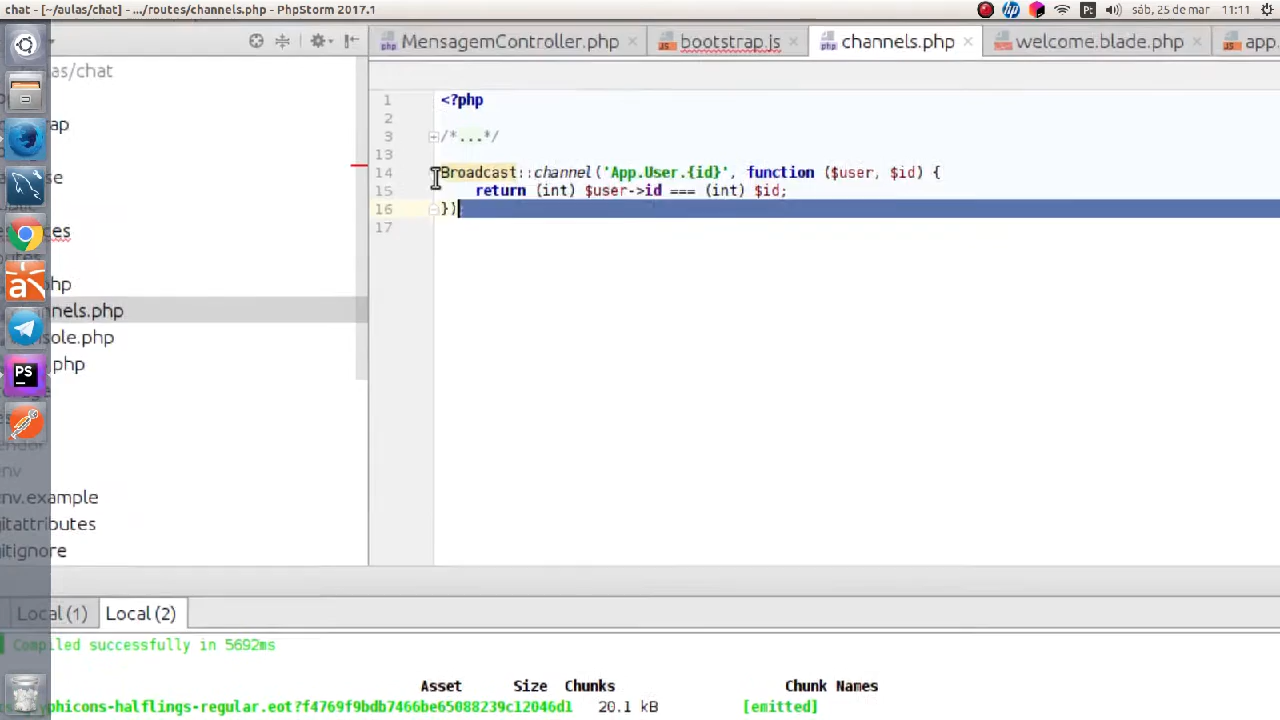 chat - [~/aulas/chat] - .../routes/channels.php - PhpStorm 2017.1
Pt
sáb, 25 de mar
11:11
as/chat
MensagemController.php
bootstrap.js
channels.php
welcome.blade.php
app.
ap
se
es
hp
nels.php
sole.php
.php
nv
nv.example
itattributes
itignore
1 <?php
2
3 /*...*/
13
14 Broadcast::channel('App.User.{id}', function ($user, $id) {
15 return (int) $user->id === (int) $id;
16 });
17
Local (1)
Local (2)
Compiled successfully in 5692ms
Asset Size Chunks Chunk Names
yphicons-halflings-regular.eot?f4769f9bdb7466be65088239c12046d1 20.1 kB [emitted]